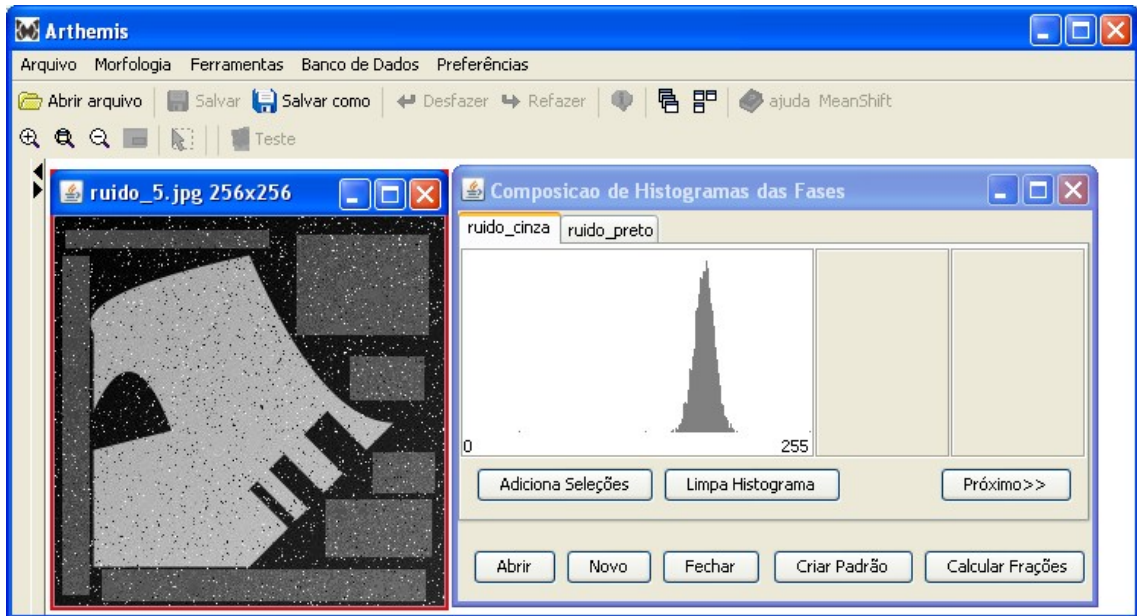 Arthemis
Arquivo Morfologia Ferramentas Banco de Dados Preferências
Abrir arquivo Salvar Salvar como Desfazer Refazer ajuda MeanShift
Teste
ruido_5.jpg 256x256
Composicao de Histogramas das Fases
ruido_cinza ruido_preto
0 255
Adiciona Seleções Limpa Histograma Próximo>>
Abrir Novo Fechar Criar Padrão Calcular Frações